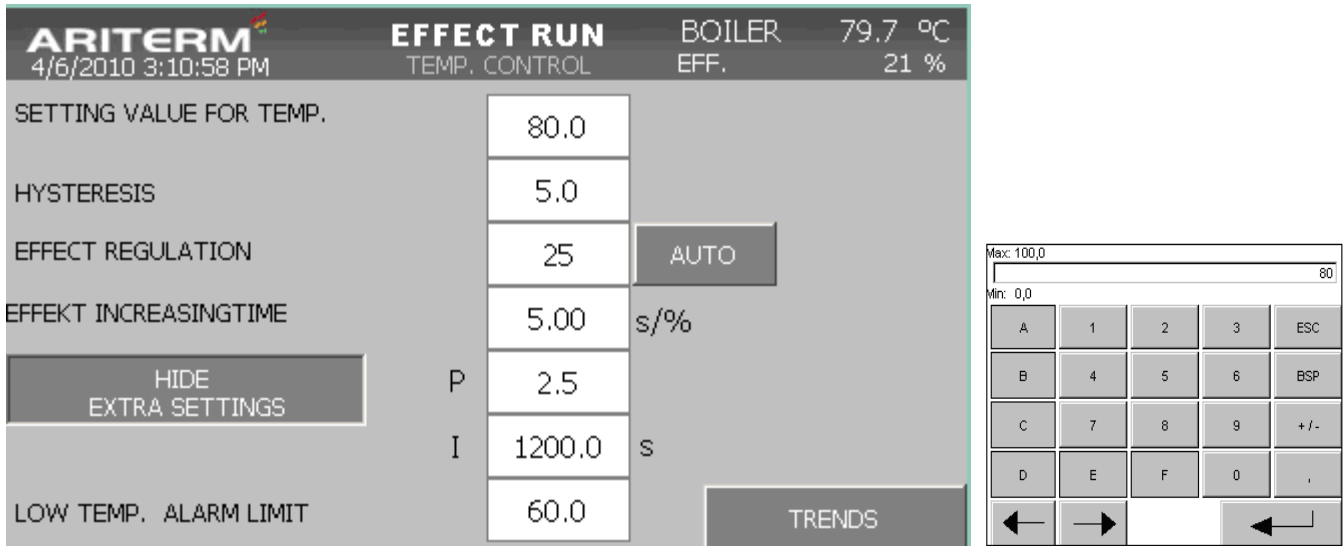 ARITERM EFFECT RUN BOILER 79.7 ºC
4/6/2010 3:10:58 PM TEMP. CONTROL EFF. 21 %
SETTING VALUE FOR TEMP. 80.0
HYSTERESIS 5.0
EFFECT REGULATION 25 AUTO
EFFEKT INCREASINGTIME 5.00 s/%
HIDE
EXTRA SETTINGS
P 2.5
I 1200.0 s
LOW TEMP. ALARM LIMIT 60.0
TRENDS
Max: 100,0
80
Min: 0,0
A 1 2 3 ESC
B 4 5 6 BSP
C 7 8 9 +/-
D E F 0 ,